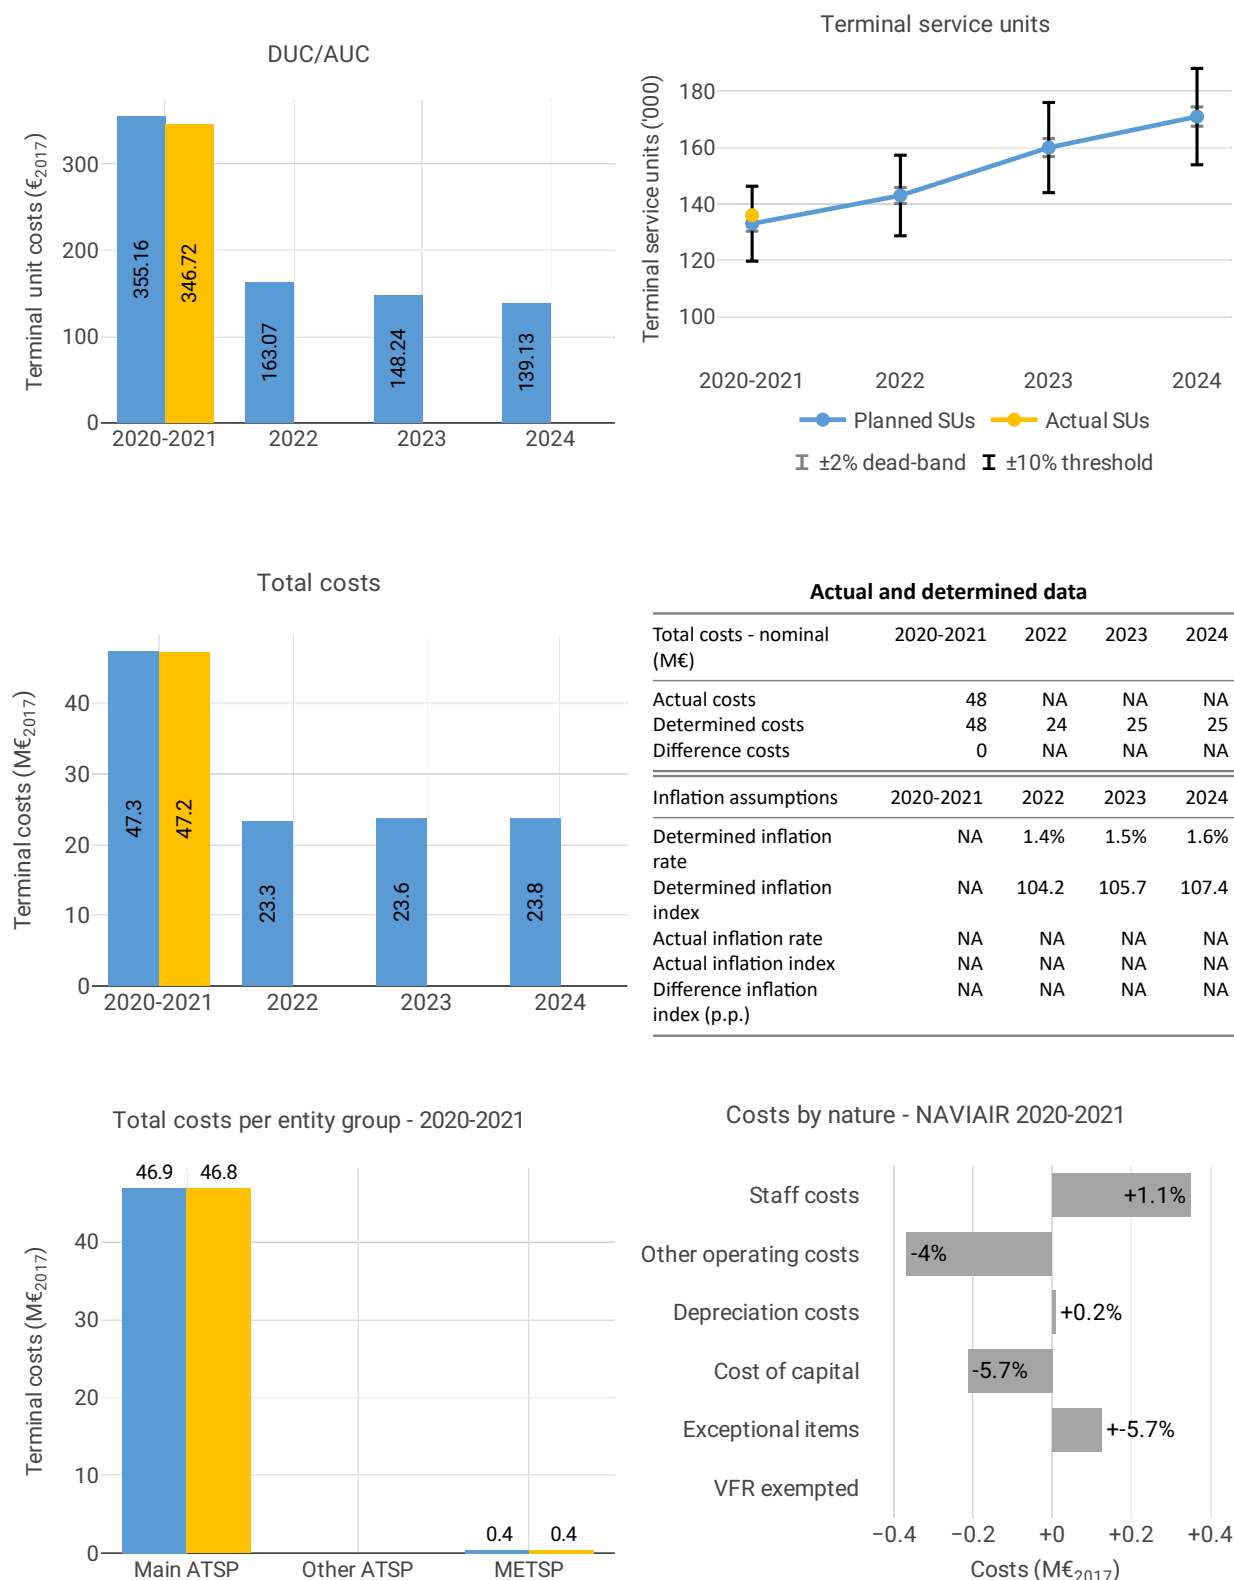 DUC/AUC
Terminal unit costs (€2017)
300
200
100
0
355.16
346.72
163.07
148.24
139.13
2020-2021
2022
2023
2024
Terminal service units
Terminal service units ('000)
180
160
140
120
100
2020-2021
2022
2023
2024
Planned SUs
Actual SUs
±2% dead-band
±10% threshold
Total costs
Terminal costs (M€2017)
40
30
20
10
0
47.3
47.2
23.3
23.6
23.8
2020-2021
2022
2023
2024
Actual and determined data
Total costs - nominal (M€) 2020-2021 2022 2023 2024
Actual costs 48 NA NA NA
Determined costs 48 24 25 25
Difference costs 0 NA NA NA
Inflation assumptions 2020-2021 2022 2023 2024
Determined inflation rate NA 1.4% 1.5% 1.6%
Determined inflation index NA 104.2 105.7 107.4
Actual inflation rate NA NA NA NA
Actual inflation index NA NA NA NA
Difference inflation index (p.p.) NA NA NA NA
Total costs per entity group - 2020-2021
Terminal costs (M€2017)
40
30
20
10
0
46.9
46.8
0.4
0.4
Main ATSP
Other ATSP
METSP
Costs by nature - NAVIAIR 2020-2021
Staff costs
+1.1%
Other operating costs
-4%
Depreciation costs
+0.2%
Cost of capital
-5.7%
Exceptional items
+-5.7%
VFR exempted
−0.4
−0.2
+0
+0.2
+0.4
Costs (M€2017)